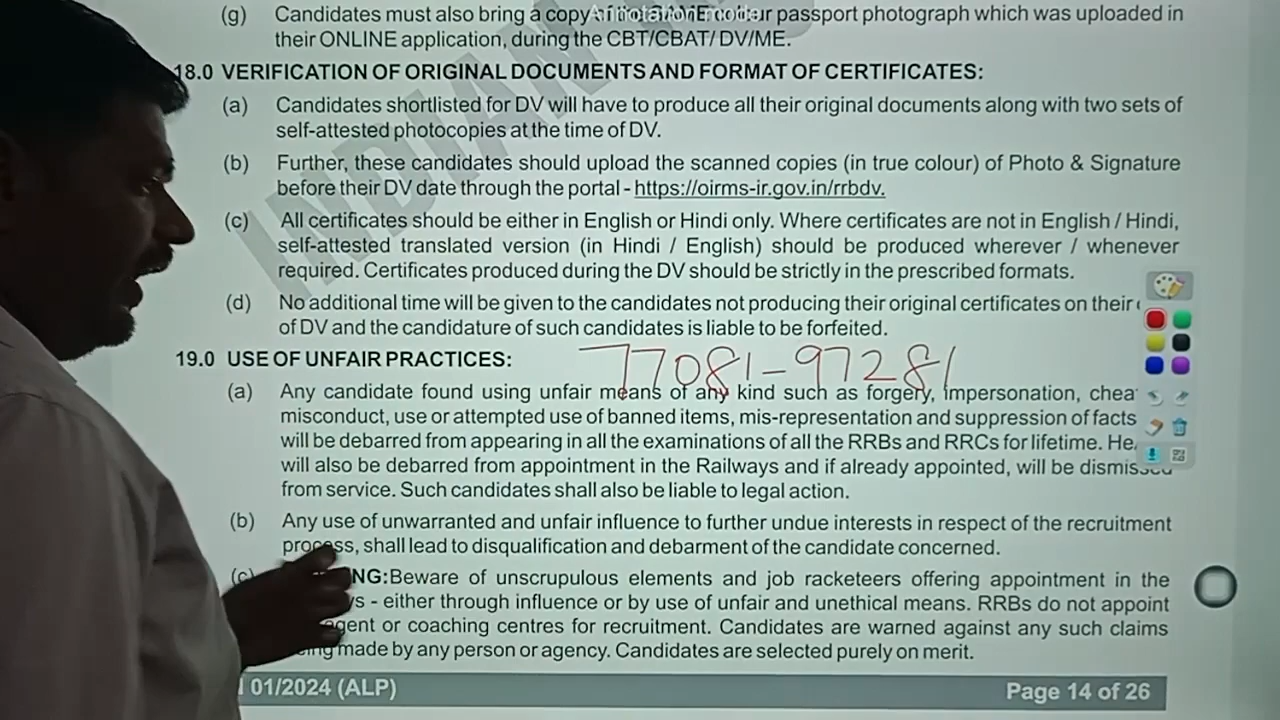 (g) Candidates must also bring a copy of your passport photograph which was uploaded in
Annotation mode
their ONLINE application, during the CBT/CBAT/ DV/ME.
18.0 VERIFICATION OF ORIGINAL DOCUMENTS AND FORMAT OF CERTIFICATES:
(a) Candidates shortlisted for DV will have to produce all their original documents along with two sets of
self-attested photocopies at the time of DV.
(b) Further, these candidates should upload the scanned copies (in true colour) of Photo & Signature
before their DV date through the portal - https://oirms-ir.gov.in/rrbdv.
(c) All certificates should be either in English or Hindi only. Where certificates are not in English / Hindi,
self-attested translated version (in Hindi / English) should be produced wherever / whenever
required. Certificates produced during the DV should be strictly in the prescribed formats.
(d) No additional time will be given to the candidates not producing their original certificates on their
of DV and the candidature of such candidates is liable to be forfeited.
19.0 USE OF UNFAIR PRACTICES:
77081-97281
(a) Any candidate found using unfair means of any kind such as forgery, impersonation,
misconduct, use or attempted use of banned items, mis-representation and suppression of facts
will be debarred from appearing in all the examinations of all the RRBs and RRCs for lifetime.
will also be debarred from appointment in the Railways and if already appointed, will be dismissed
from service. Such candidates shall also be liable to legal action.
(b) Any use of unwarranted and unfair influence to further undue interests in respect of the recruitment
process, shall lead to disqualification and debarment of the candidate concerned.
(c) NG:Beware of unscrupulous elements and job racketeers offering appointment in the
- either through influence or by use of unfair and unethical means. RRBs do not appoint
agent or coaching centres for recruitment. Candidates are warned against any such claims
made by any person or agency. Candidates are selected purely on merit.
01/2024 (ALP) Page 14 of 26
INDIAN